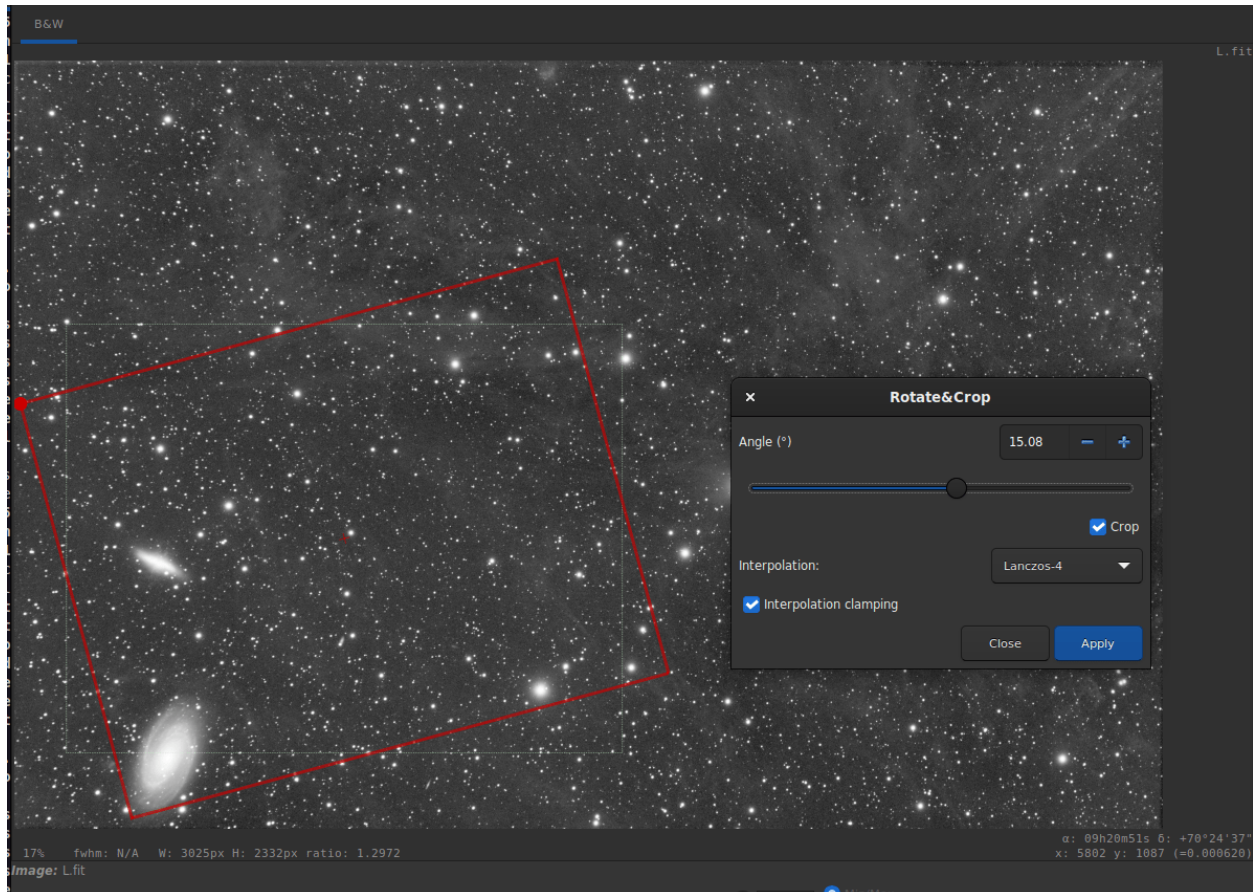 B&W
L.fit
Rotate&Crop
Angle (°)
15.08
Crop
Interpolation:
Lanczos-4
Interpolation clamping
Close
Apply
α: 09h20m51s δ: +70°24'37"
17% fwhm: N/A W: 3025px H: 2332px ratio: 1.2972
x: 5802 y: 1087 (=0.000620)
Image: L.fit